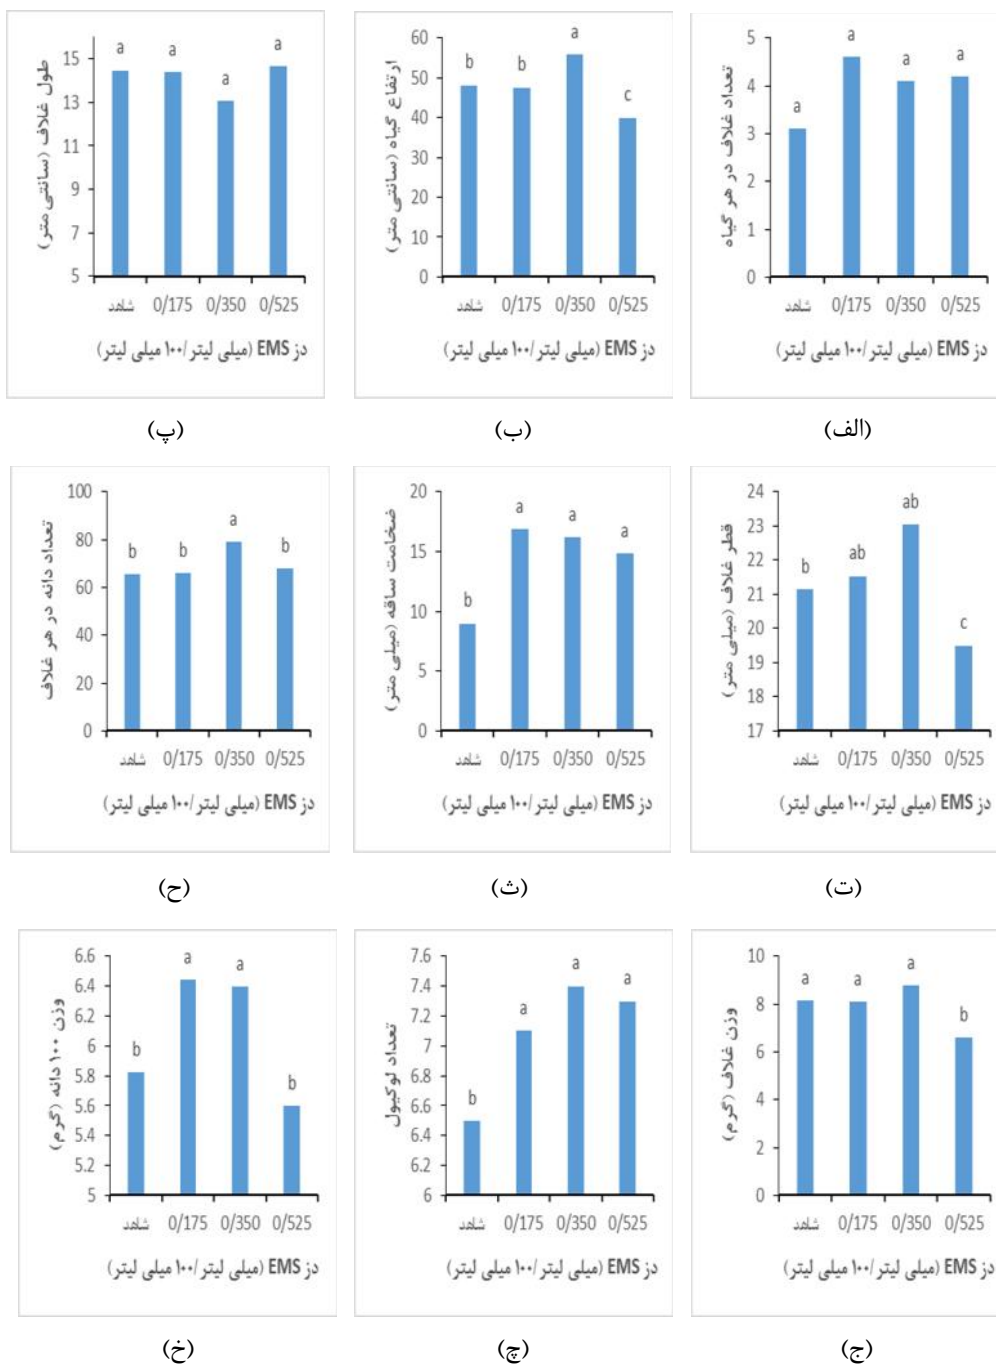 تعداد غلاف در هر گیاه
5
4
3
2
1
0
a
a
a
a
شاهد 0/175 0/350 0/525
دز EMS (میلی لیتر/۱۰۰ میلی لیتر)
(الف)
ارتفاع گیاه (سانتی متر)
60
50
40
30
20
10
0
b
b
a
c
شاهد 0/175 0/350 0/525
دز EMS (میلی لیتر/۱۰۰ میلی لیتر)
(ب)
طول غلاف (سانتی متر)
15
13
11
9
7
5
a
a
a
a
شاهد 0/175 0/350 0/525
دز EMS (میلی لیتر/۱۰۰ میلی لیتر)
(پ)
قطر غلاف (میلی متر)
24
23
22
21
20
19
18
17
b
ab
ab
c
شاهد 0/175 0/350 0/525
دز EMS (میلی لیتر/۱۰۰ میلی لیتر)
(ت)
ضخامت ساقه (میلی متر)
20
15
10
5
0
b
a
a
a
شاهد 0/175 0/350 0/525
دز EMS (میلی لیتر/۱۰۰ میلی لیتر)
(ث)
تعداد دانه در هر غلاف
100
80
60
40
20
0
b
b
a
b
شاهد 0/175 0/350 0/525
دز EMS (میلی لیتر/۱۰۰ میلی لیتر)
(ح)
وزن غلاف (گرم)
10
8
6
4
2
0
a
a
a
b
شاهد 0/175 0/350 0/525
دز EMS (میلی لیتر/۱۰۰ میلی لیتر)
(ج)
تعداد لوکیول
7.6
7.4
7.2
7
6.8
6.6
6.4
6.2
6
b
a
a
a
شاهد 0/175 0/350 0/525
دز EMS (میلی لیتر/۱۰۰ میلی لیتر)
(چ)
وزن ۱۰۰ دانه (گرم)
6.6
6.4
6.2
6
5.8
5.6
5.4
5.2
5
b
a
a
b
شاهد 0/175 0/350 0/525
دز EMS (میلی لیتر/۱۰۰ میلی لیتر)
(خ)